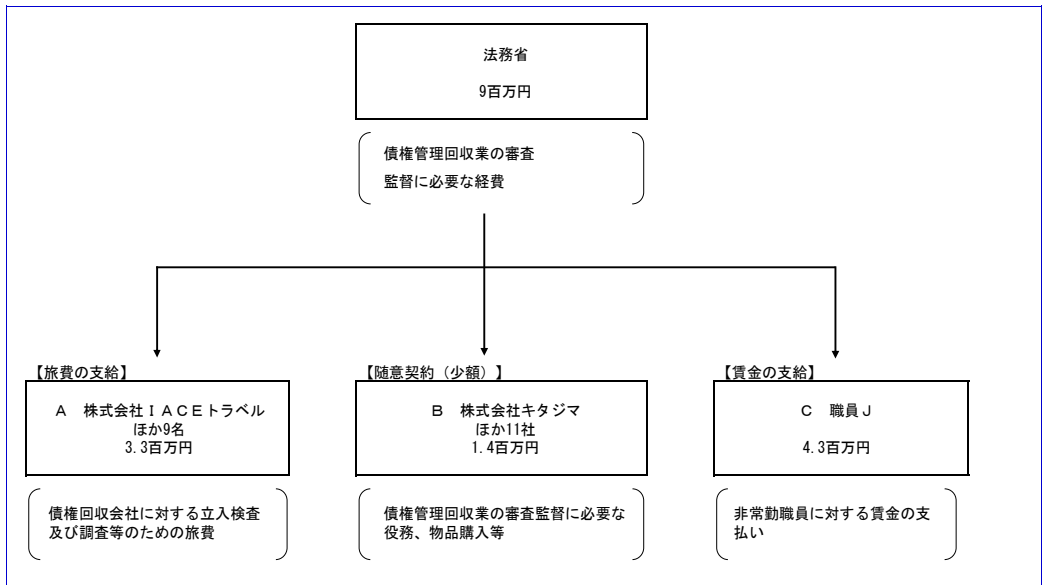 法務省
9百万円
債権管理回収業の審査
監督に必要な経費
【旅費の支給】
A　株式会社ＩＡＣＥトラベル
ほか9名
3.3百万円
債権回収会社に対する立入検査
及び調査等のための旅費
【随意契約（少額）】
B　株式会社キタジマ
ほか11社
1.4百万円
債権管理回収業の審査監督に必要な
役務、物品購入等
【賃金の支給】
C　職員Ｊ
4.3百万円
非常勤職員に対する賃金の支
払い